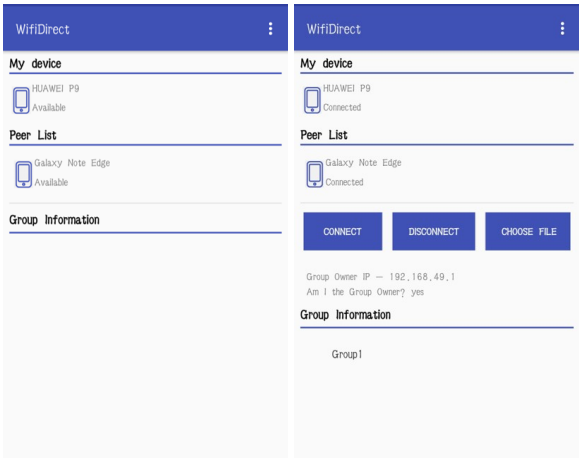 WifiDirect
My device
HUAWEI P9
Available
Peer List
Galaxy Note Edge
Available
Group Information
WifiDirect
My device
HUAWEI P9
Connected
Peer List
Galaxy Note Edge
Connected
CONNECT DISCONNECT CHOOSE FILE
Group Owner IP - 192.168.49.1
Am I the Group Owner? yes
Group Information
Group1